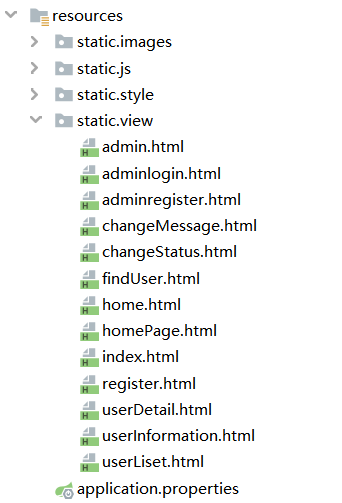 resources
static.images
static.js
static.style
static.view
admin.html
adminlogin.html
adminregister.html
changeMessage.html
changeStatus.html
findUser.html
home.html
homePage.html
index.html
register.html
userDetail.html
userInformation.html
userLiset.html
application.properties